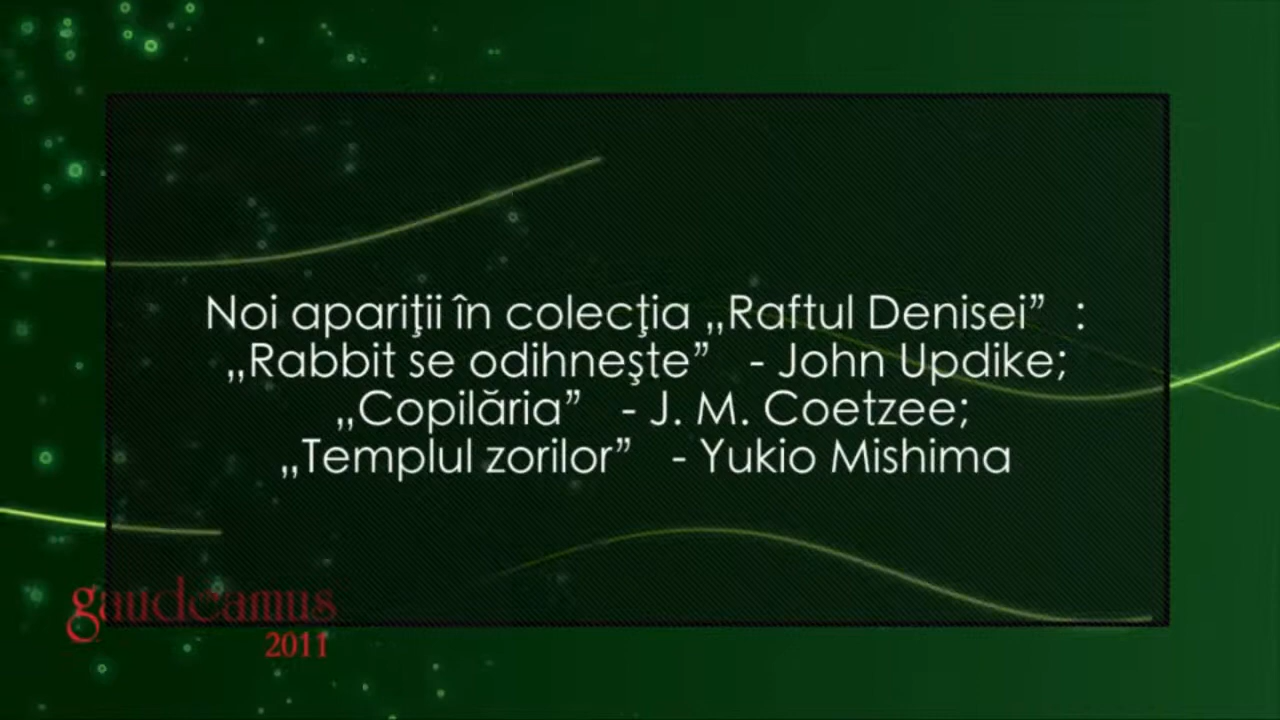 Noi apariţii în colecţia „Raftul Denisei” :
„Rabbit se odihneşte” - John Updike;
„Copilăria” - J. M. Coetzee;
„Templul zorilor” - Yukio Mishima
gaudeamus
2011